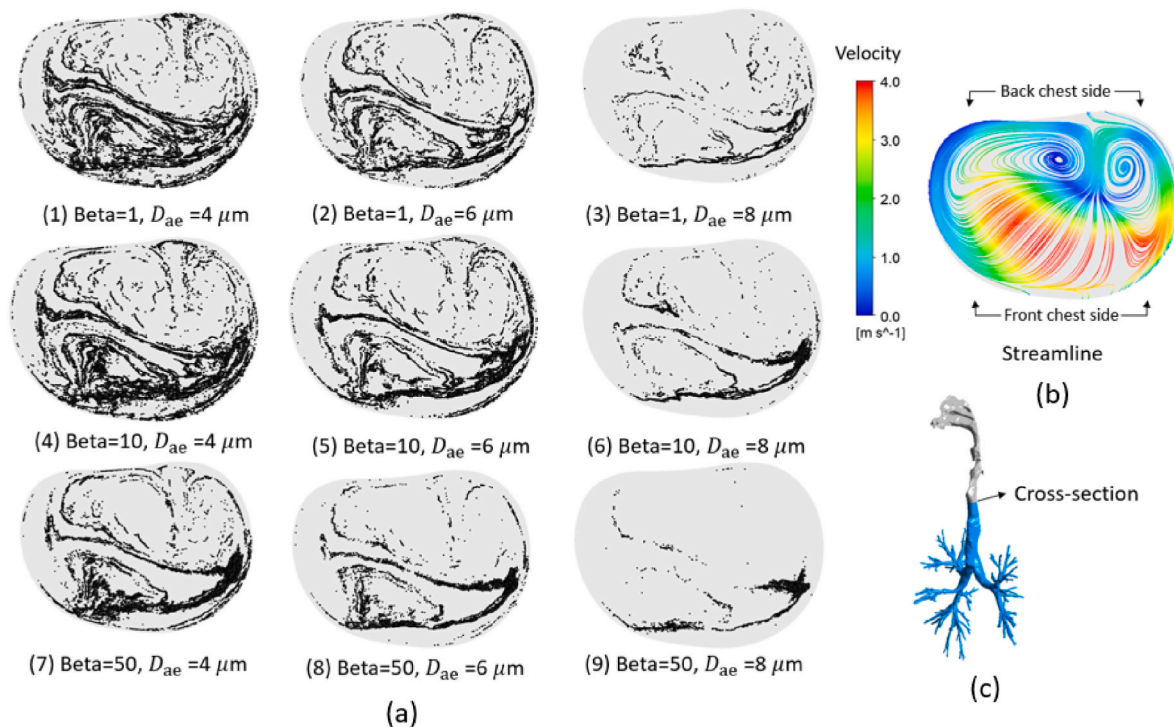 (1) Beta=1, D_ae =4 μm
(2) Beta=1, D_ae=6 μm
(3) Beta=1, D_ae=8 μm
(4) Beta=10, D_ae =4 μm
(5) Beta=10, D_ae=6 μm
(6) Beta=10, D_ae=8 μm
(7) Beta=50, D_ae =4 μm
(8) Beta=50, D_ae=6 μm
(9) Beta=50, D_ae=8 μm
(a)
Velocity
4.0
3.0
2.0
1.0
0.0
[m s^-1]
Back chest side
Front chest side
Streamline
(b)
Cross-section
(c)